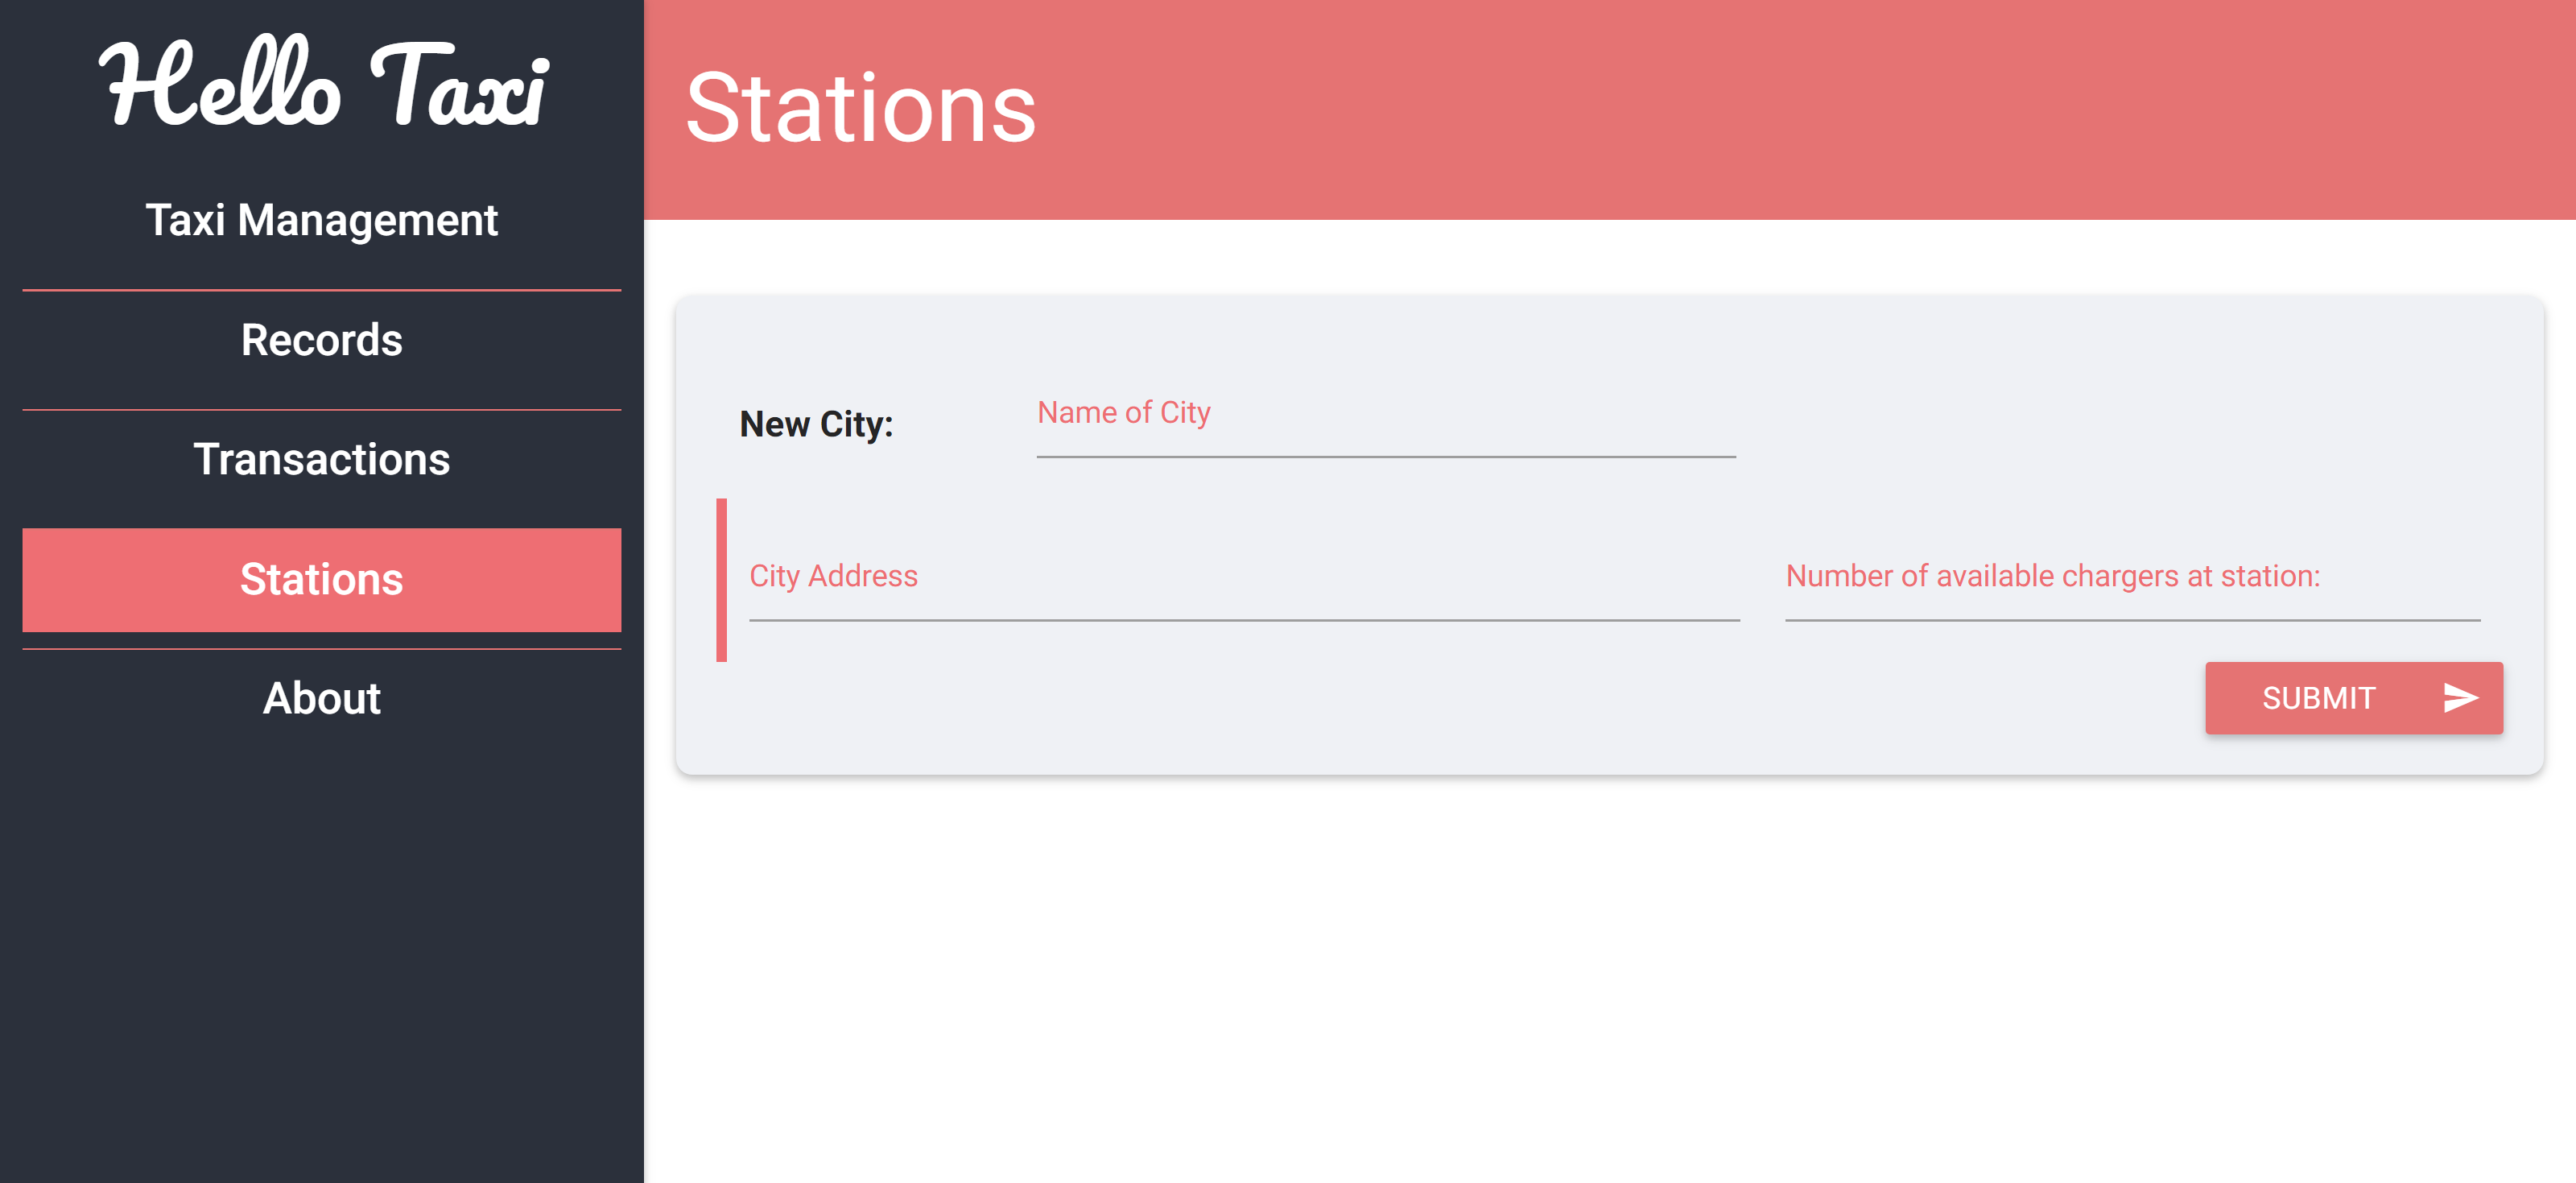 Hello Taxi
Taxi Management
Records
Transactions
Stations
About
Stations
New City:
Name of City
City Address
Number of available chargers at station:
SUBMIT